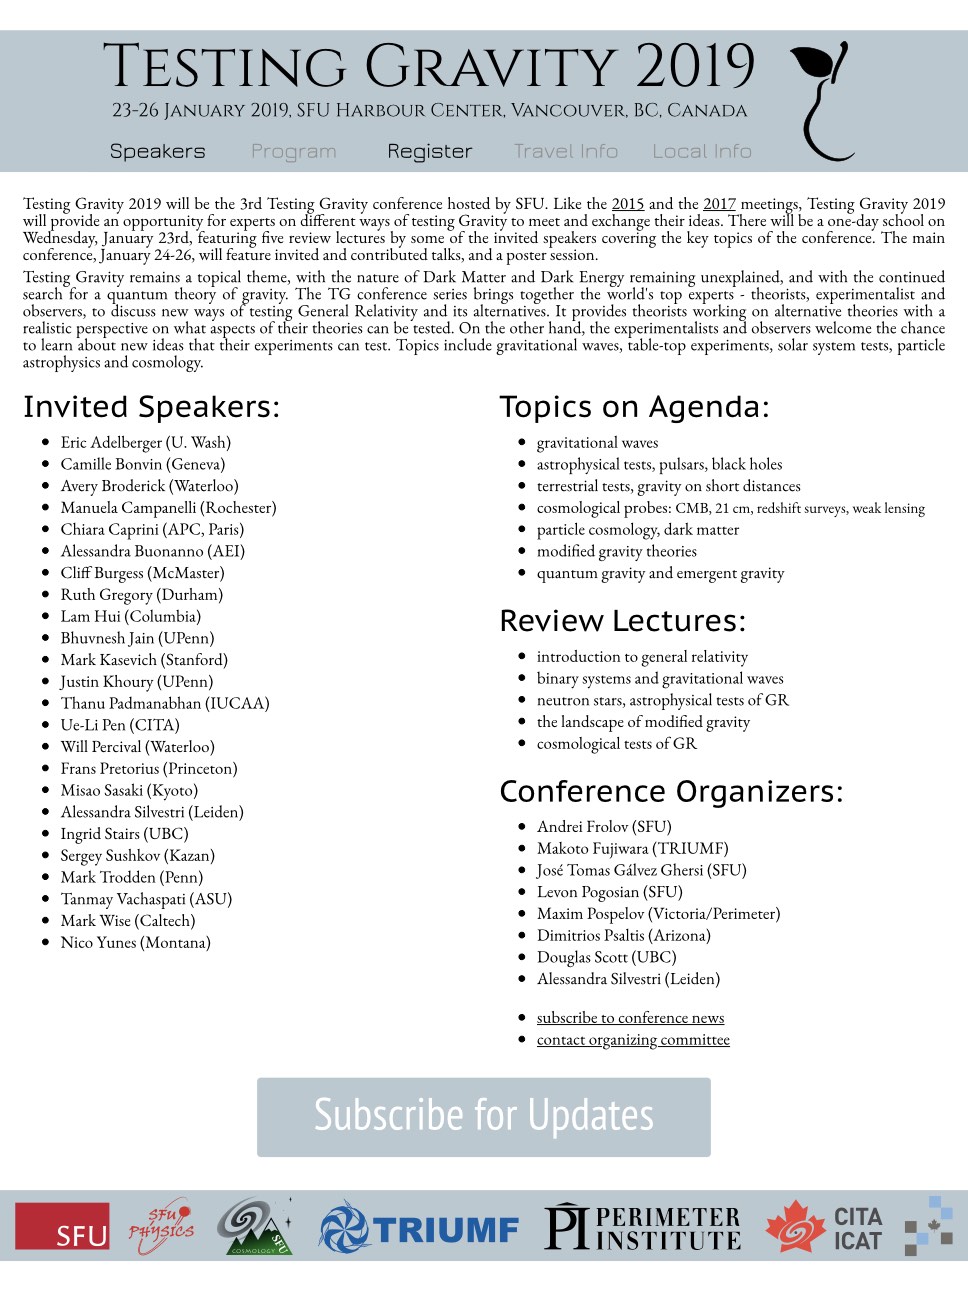 Testing Gravity 2019
23-26 January 2019, SFU Harbour Center, Vancouver, BC, Canada
Speakers Program Register Travel Info Local Info
Testing Gravity 2019 will be the 3rd Testing Gravity conference hosted by SFU. Like the 2015 and the 2017 meetings, Testing Gravity 2019
will provide an opportunity for experts on different ways of testing Gravity to meet and exchange their ideas. There will be a one-day school on
Wednesday, January 23rd, featuring five review lectures by some of the invited speakers covering the key topics of the conference. The main
conference, January 24-26, will feature invited and contributed talks, and a poster session.
Testing Gravity remains a topical theme, with the nature of Dark Matter and Dark Energy remaining unexplained, and with the continued
search for a quantum theory of gravity. The TG conference series brings together the world's top experts - theorists, experimentalist and
observers, to discuss new ways of testing General Relativity and its alternatives. It provides theorists working on alternative theories with a
realistic perspective on what aspects of their theories can be tested. On the other hand, the experimentalists and observers welcome the chance
to learn about new ideas that their experiments can test. Topics include gravitational waves, table-top experiments, solar system tests, particle
astrophysics and cosmology.
Invited Speakers:
• Eric Adelberger (U. Wash)
• Camille Bonvin (Geneva)
• Avery Broderick (Waterloo)
• Manuela Campanelli (Rochester)
• Chiara Caprini (APC, Paris)
• Alessandra Buonanno (AEI)
• Cliff Burgess (McMaster)
• Ruth Gregory (Durham)
• Lam Hui (Columbia)
• Bhuvnesh Jain (UPenn)
• Mark Kasevich (Stanford)
• Justin Khoury (UPenn)
• Thanu Padmanabhan (IUCAA)
• Ue-Li Pen (CITA)
• Will Percival (Waterloo)
• Frans Pretorius (Princeton)
• Misao Sasaki (Kyoto)
• Alessandra Silvestri (Leiden)
• Ingrid Stairs (UBC)
• Sergey Sushkov (Kazan)
• Mark Trodden (Penn)
• Tanmay Vachaspati (ASU)
• Mark Wise (Caltech)
• Nico Yunes (Montana)
Topics on Agenda:
• gravitational waves
• astrophysical tests, pulsars, black holes
• terrestrial tests, gravity on short distances
• cosmological probes: CMB, 21 cm, redshift surveys, weak lensing
• particle cosmology, dark matter
• modified gravity theories
• quantum gravity and emergent gravity
Review Lectures:
• introduction to general relativity
• binary systems and gravitational waves
• neutron stars, astrophysical tests of GR
• the landscape of modified gravity
• cosmological tests of GR
Conference Organizers:
• Andrei Frolov (SFU)
• Makoto Fujiwara (TRIUMF)
• José Tomas Gálvez Ghersi (SFU)
• Levon Pogosian (SFU)
• Maxim Pospelov (Victoria/Perimeter)
• Dimitrios Psaltis (Arizona)
• Douglas Scott (UBC)
• Alessandra Silvestri (Leiden)
• subscribe to conference news
• contact organizing committee
Subscribe for Updates
SFU
SFU
PHYSICS
COSMOLOGY SFU
TRIUMF
PI PERIMETER
INSTITUTE
CITA
ICAT